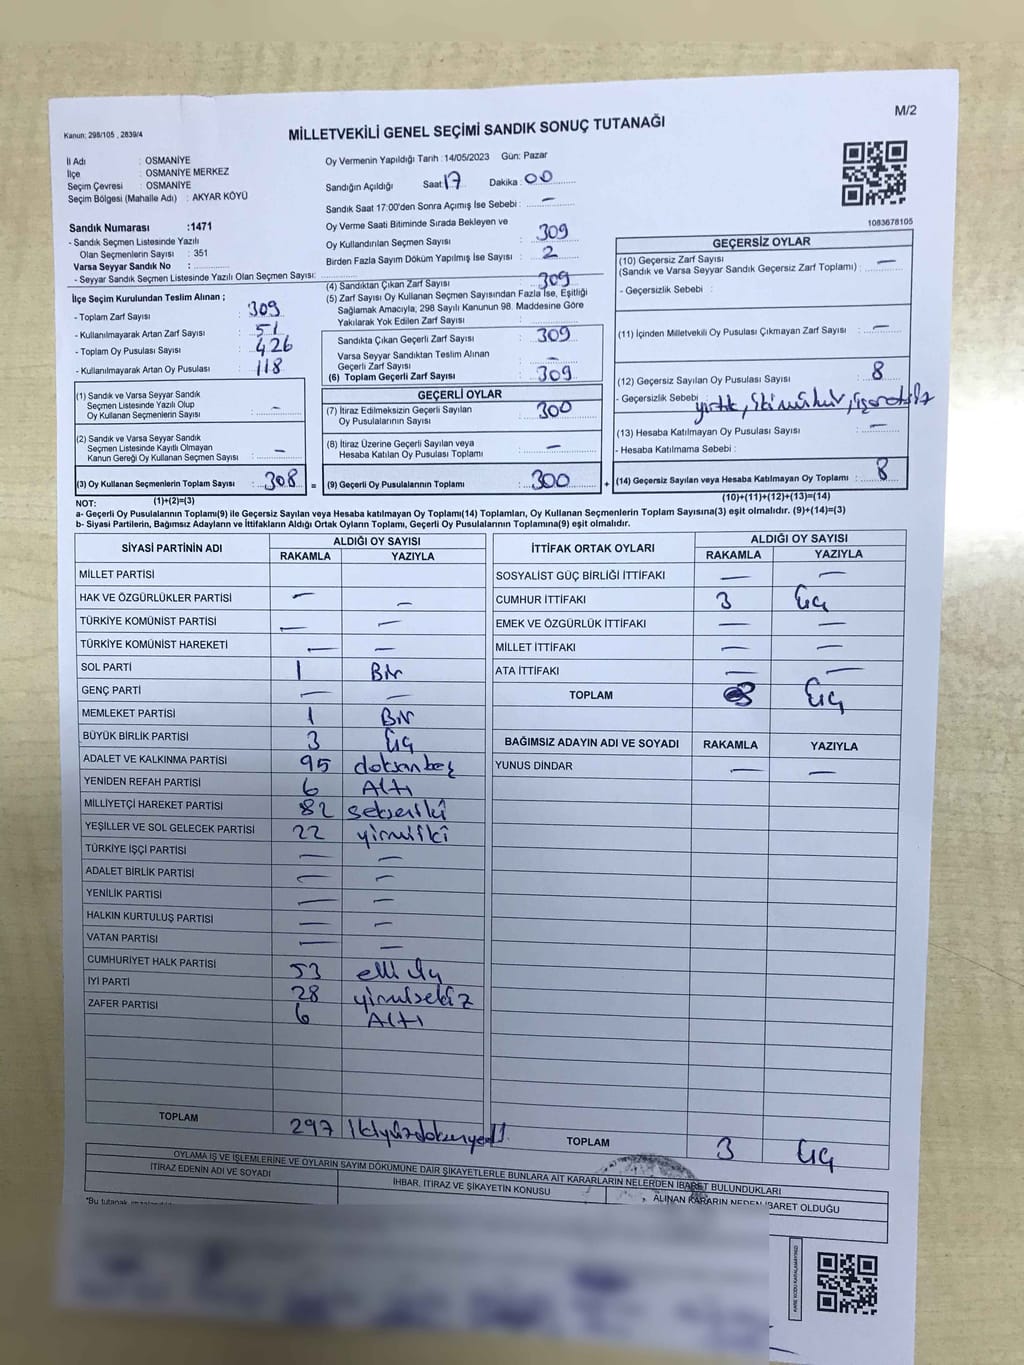 M/2
Kanun: 298/105 , 2839/4
MİLLETVEKİLİ GENEL SEÇİMİ SANDIK SONUÇ TUTANAĞI
İl Adı : OSMANİYE
İlçe : OSMANİYE MERKEZ
Seçim Çevresi : OSMANİYE
Seçim Bölgesi (Mahalle Adı) : AKYAR KÖYÜ
Sandık Numarası :1471
- Sandık Seçmen Listesinde Yazılı
Olan Seçmenlerin Sayısı : 351
Varsa Seyyar Sandık No :
- Seyyar Sandık Seçmen Listesinde Yazılı Olan Seçmen Sayısı:
İlçe Seçim Kurulundan Teslim Alınan ;
- Toplam Zarf Sayısı : 309
- Kullanılmayarak Artan Zarf Sayısı : 51
- Toplam Oy Pusulası Sayısı : 426
- Kullanılmayarak Artan Oy Pusulası : 118
(1) Sandık ve Varsa Seyyar Sandık
Seçmen Listesinde Yazılı Olup
Oy Kullanan Seçmenlerin Sayısı : -
(2) Sandık ve Varsa Seyyar Sandık
Seçmen Listesinde Kayıtlı Olmayan
Kanun Gereği Oy Kullanan Seçmen Sayısı : -
(3) Oy Kullanan Seçmenlerin Toplam Sayısı : 308
Oy Vermenin Yapıldığı Tarih :14/05/2023 Gün: Pazar
Sandığın Açıldığı Saat: 17 Dakika : 00
Sandık Saat 17:00'den Sonra Açımış İse Sebebi : -
Oy Verme Saati Bitiminde Sırada Bekleyen ve
Oy Kullandırılan Seçmen Sayısı : 309
Birden Fazla Sayım Döküm Yapılmış İse Sayısı : 2
(4) Sandıktan Çıkan Zarf Sayısı : 309
(5) Zarf Sayısı Oy Kullanan Seçmen Sayısından Fazla İse, Eşitliği
Sağlamak Amacıyla; 298 Sayılı Kanunun 98. Maddesine Göre
Yakılarak Yok Edilen Zarf Sayısı :
Sandıkta Çıkan Geçerli Zarf Sayısı : 309
Varsa Seyyar Sandıktan Teslim Alınan
Geçerli Zarf Sayısı : -
(6) Toplam Geçerli Zarf Sayısı : 309
GEÇERLİ OYLAR
(7) İtiraz Edilmeksizin Geçerli Sayılan
Oy Pusulalarının Sayısı : 300
(8) İtiraz Üzerine Geçerli Sayılan veya
Hesaba Katılan Oy Pusulası Toplamı : -
= (9) Geçerli Oy Pusulalarının Toplamı : 300 +
1083678105
GEÇERSİZ OYLAR
(10) Geçersiz Zarf Sayısı
(Sandık ve Varsa Seyyar Sandık Geçersiz Zarf Toplamı) : -
- Geçersizlik Sebebi :
(11) İçinden Milletvekili Oy Pusulası Çıkmayan Zarf Sayısı : -
(12) Geçersiz Sayılan Oy Pusulası Sayısı : 8
- Geçersizlik Sebebi : yırtık, iki mühür, işaretsiz
(13) Hesaba Katılmayan Oy Pusulası Sayısı : -
- Hesaba Katılmama Sebebi :
(14) Geçersiz Sayılan veya Hesaba Katılmayan Oy Toplamı : 8
NOT: (1)+(2)=(3) (10)+(11)+(12)+(13)=(14)
a- Geçerli Oy Pusulalarının Toplamı(9) ile Geçersiz Sayılan veya Hesaba katılmayan Oy Toplamı(14) Toplamları, Oy Kullanan Seçmenlerin Toplam Sayısına(3) eşit olmalıdır. (9)+(14)=(3)
b- Siyasi Partilerin, Bağımsız Adayların ve İttifakların Aldığı Ortak Oyların Toplamı, Geçerli Oy Pusulalarının Toplamına(9) eşit olmalıdır.
SİYASİ PARTİNİN ADI ALDIĞI OY SAYISI
RAKAMLA YAZIYLA
MİLLET PARTİSİ
HAK VE ÖZGÜRLÜKLER PARTİSİ - -
TÜRKİYE KOMÜNİST PARTİSİ - -
TÜRKİYE KOMÜNİST HAREKETİ - -
SOL PARTİ 1 Bir
GENÇ PARTİ - -
MEMLEKET PARTİSİ 1 Bir
BÜYÜK BİRLİK PARTİSİ 3 Üç
ADALET VE KALKINMA PARTİSİ 95 doksanbeş
YENİDEN REFAH PARTİSİ 6 Altı
MİLLİYETÇİ HAREKET PARTİSİ 82 sekseniki
YEŞİLLER VE SOL GELECEK PARTİSİ 22 yirmiiki
TÜRKİYE İŞÇİ PARTİSİ - -
ADALET BİRLİK PARTİSİ - -
YENİLİK PARTİSİ - -
HALKIN KURTULUŞ PARTİSİ - -
VATAN PARTİSİ - -
CUMHURİYET HALK PARTİSİ 53 elli üç
İYİ PARTİ 28 yirmisekiz
ZAFER PARTİSİ 6 Altı
TOPLAM 297 İkiyüzdoksanyedi
İTTİFAK ORTAK OYLARI ALDIĞI OY SAYISI
RAKAMLA YAZIYLA
SOSYALİST GÜÇ BİRLİĞİ İTTİFAKI - -
CUMHUR İTTİFAKI 3 Üç
EMEK VE ÖZGÜRLÜK İTTİFAKI - -
MİLLET İTTİFAKI - -
ATA İTTİFAKI - -
TOPLAM 3 Üç
BAĞIMSIZ ADAYIN ADI VE SOYADI RAKAMLA YAZIYLA
YUNUS DİNDAR - -
TOPLAM 3 Üç
OYLAMA İŞ VE İŞLEMLERİNE VE OYLARIN SAYIM DÖKÜMÜNE DAİR ŞİKAYETLERLE BUNLARA AİT KARARLARIN NELERDEN İBARET BULUNDUKLARI
İTİRAZ EDENİN ADI VE SOYADI İHBAR, İTİRAZ VE ŞİKAYETİN KONUSU ALINAN KARARIN NEDEN İBARET OLDUĞU
*Bu tutanak